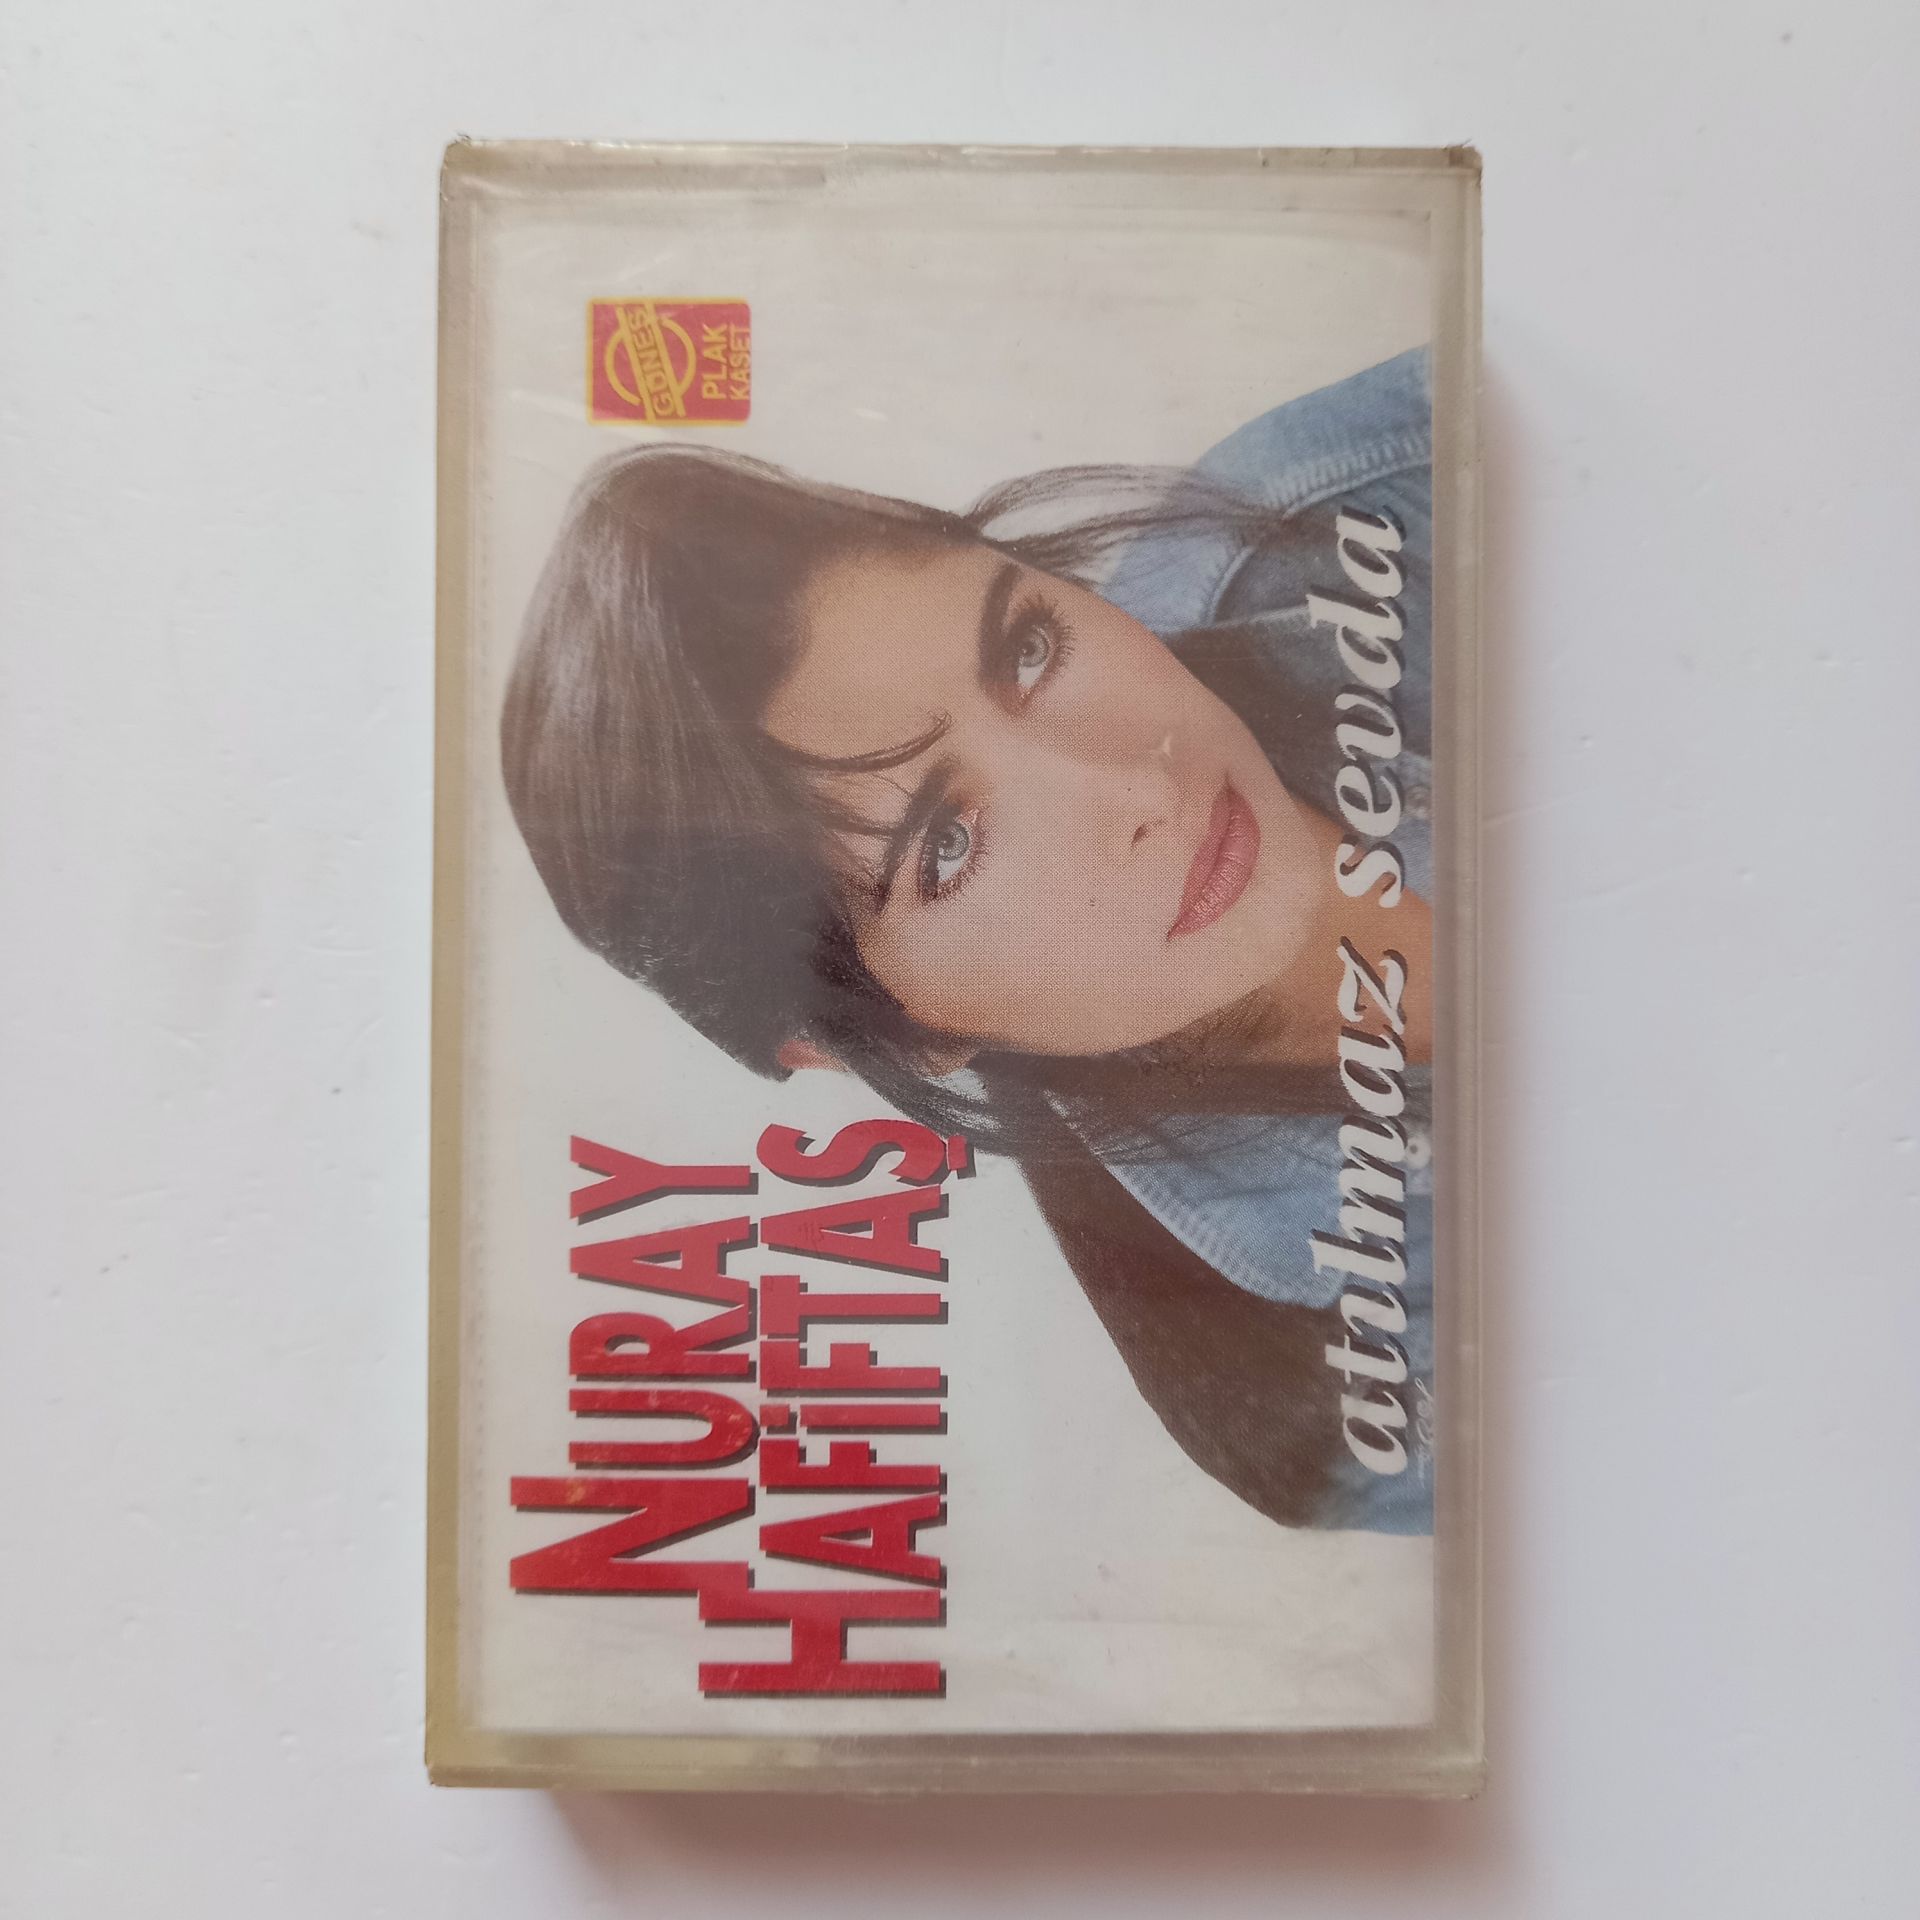 NURAY
HAFİFTAŞ
GÜNEŞ
PLAK
KASET
atılmaz sevda